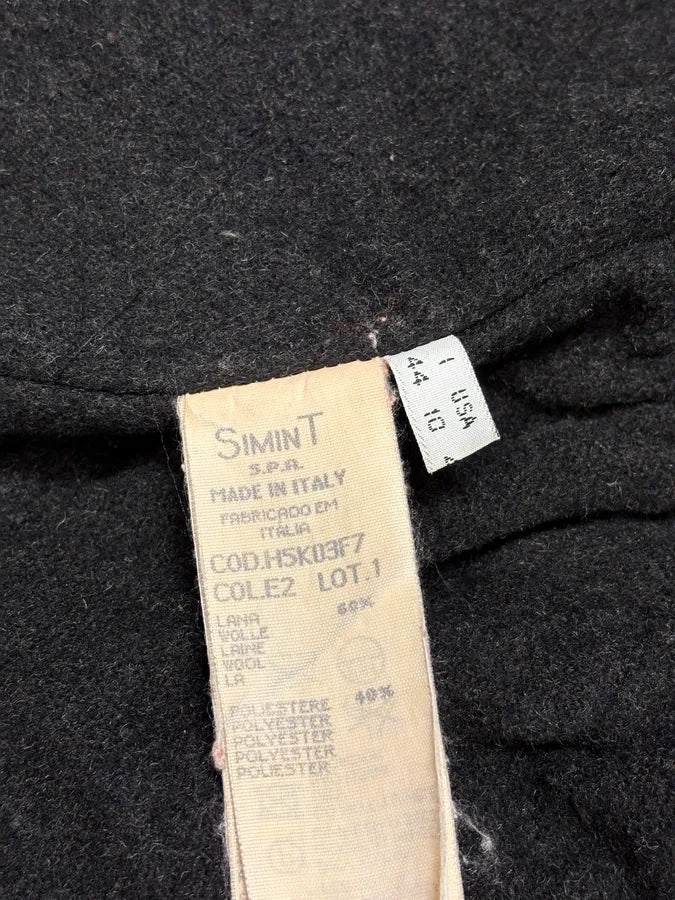 SIMINT
S.P.A.
MADE IN ITALY
FABRICADO EM
ITÁLIA
COD.H5K03F7
COL.E2 LOT.1
LANA 60%
WOLLE
LAINE
WOOL
LA
POLIESTERE 40%
POLYESTER
POLYESTER
POLYESTER
POLIESTER
I USA
44 10